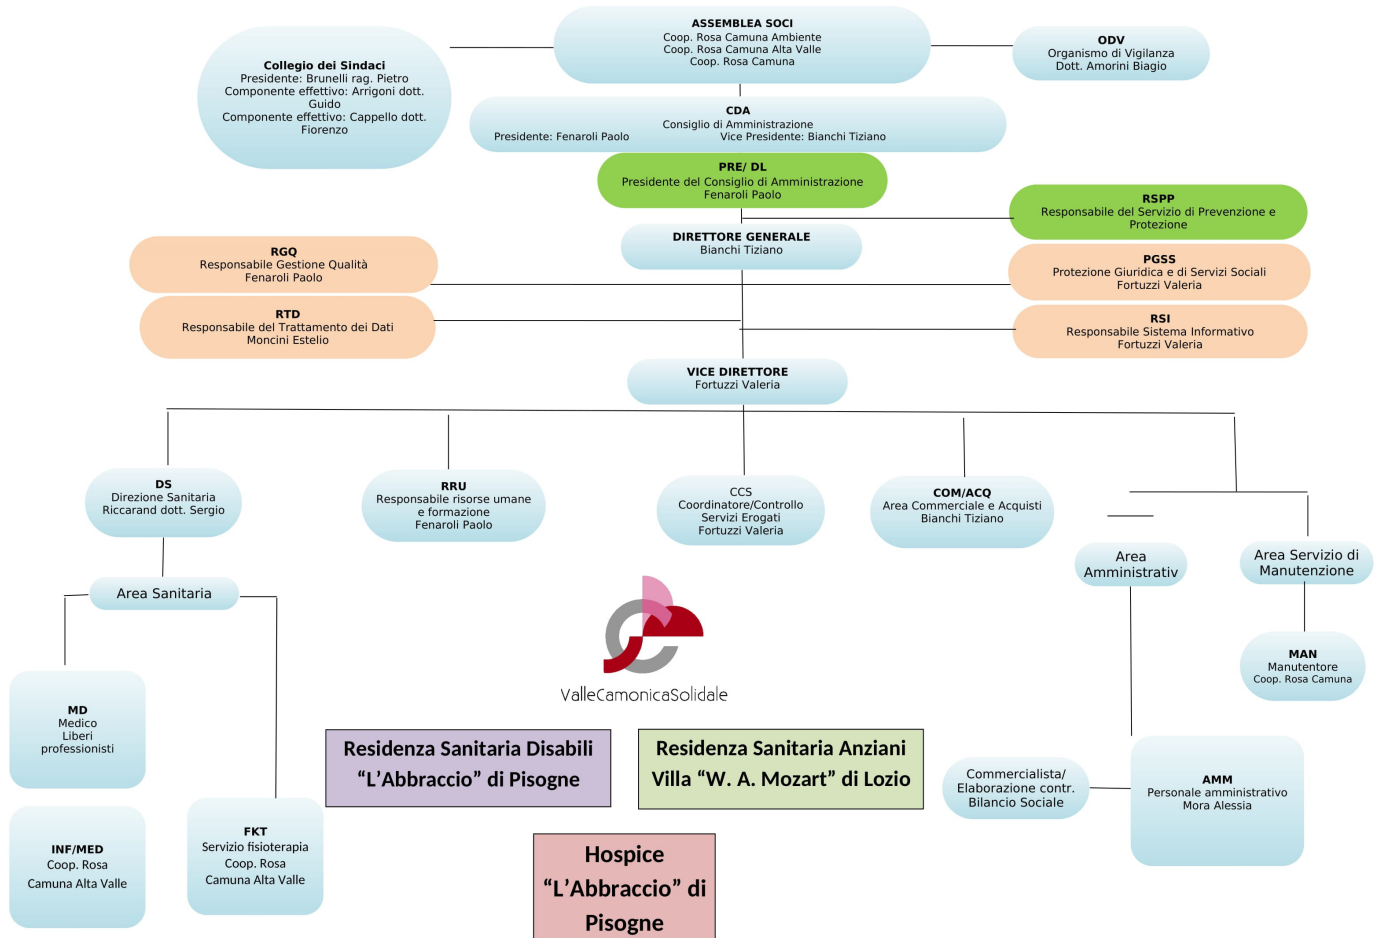 ASSEMBLEA SOCI
Coop. Rosa Camuna Ambiente
Coop. Rosa Camuna Alta Valle
Coop. Rosa Camuna
ODV
Organismo di Vigilanza
Dott. Amorini Biagio
Collegio dei Sindaci
Presidente: Brunelli rag. Pietro
Componente effettivo: Arrigoni dott.
Guido
Componente effettivo: Cappello dott.
Fiorenzo
CDA
Consiglio di Amministrazione
Presidente: Fenaroli Paolo Vice Presidente: Bianchi Tiziano
PRE/ DL
Presidente del Consiglio di Amministrazione
Fenaroli Paolo
RSPP
Responsabile del Servizio di Prevenzione e
Protezione
DIRETTORE GENERALE
Bianchi Tiziano
RGQ
Responsabile Gestione Qualità
Fenaroli Paolo
PGSS
Protezione Giuridica e di Servizi Sociali
Fortuzzi Valeria
RTD
Responsabile del Trattamento dei Dati
Moncini Estelio
RSI
Responsabile Sistema Informativo
Fortuzzi Valeria
VICE DIRETTORE
Fortuzzi Valeria
DS
Direzione Sanitaria
Riccarand dott. Sergio
RRU
Responsabile risorse umane
e formazione
Fenaroli Paolo
CCS
Coordinatore/Controllo
Servizi Erogati
Fortuzzi Valeria
COM/ACQ
Area Commerciale e Acquisti
Bianchi Tiziano
Area
Amministrativ
Area Servizio di
Manutenzione
Area Sanitaria
MAN
Manutentore
Coop. Rosa Camuna
MD
Medico
Liberi
professionisti
ValleCamonicaSolidale
Residenza Sanitaria Disabili
“L’Abbraccio” di Pisogne
Residenza Sanitaria Anziani
Villa “W. A. Mozart” di Lozio
Commercialista/
Elaborazione contr.
Bilancio Sociale
AMM
Personale amministrativo
Mora Alessia
INF/MED
Coop. Rosa
Camuna Alta Valle
FKT
Servizio fisioterapia
Coop. Rosa
Camuna Alta Valle
Hospice
“L’Abbraccio” di
Pisogne